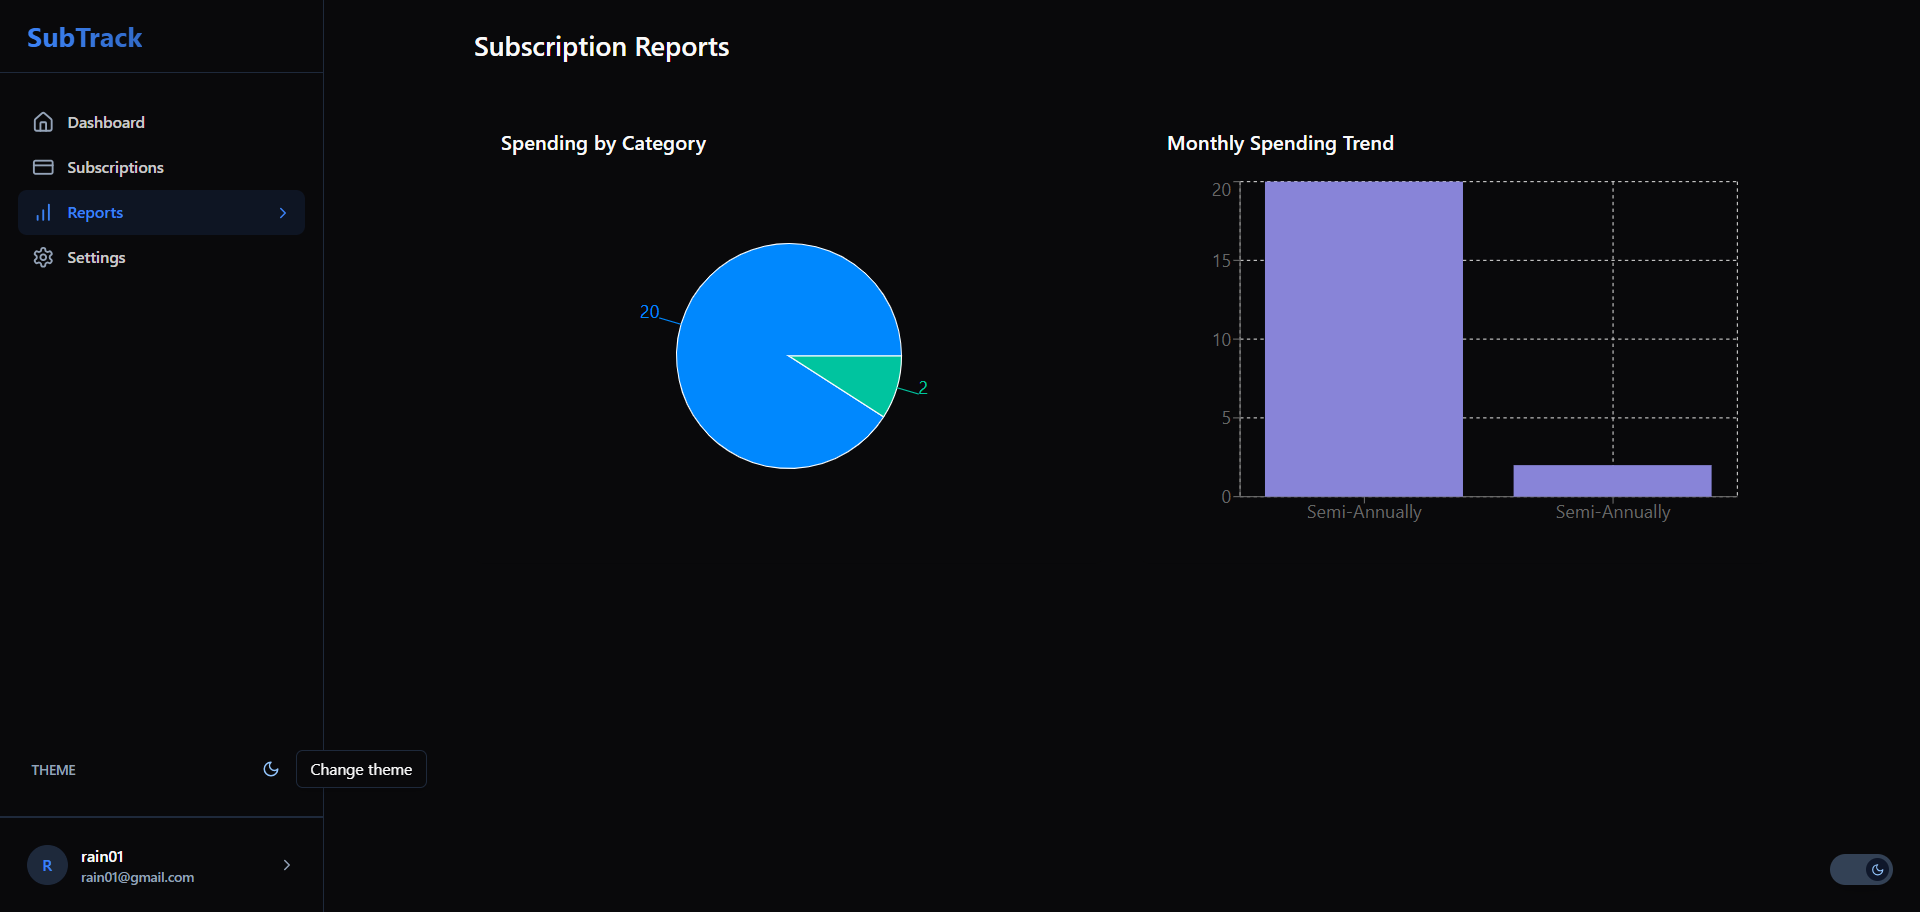 SubTrack
Dashboard
Subscriptions
Reports
Settings
THEME
Change theme
R
rain01
rain01@gmail.com
Subscription Reports
Spending by Category
20
2
Monthly Spending Trend
20
15
10
5
0
Semi-Annually
Semi-Annually